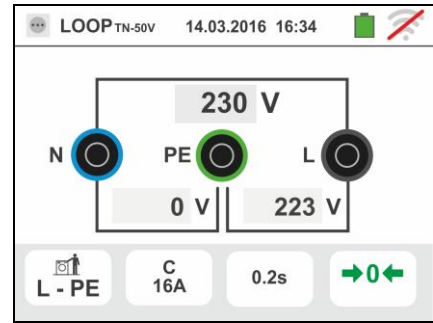 LOOP TN-50V 14.03.2016 16:34
230 V
N PE L
0 V 223 V
L - PE C 16A 0.2s →0←